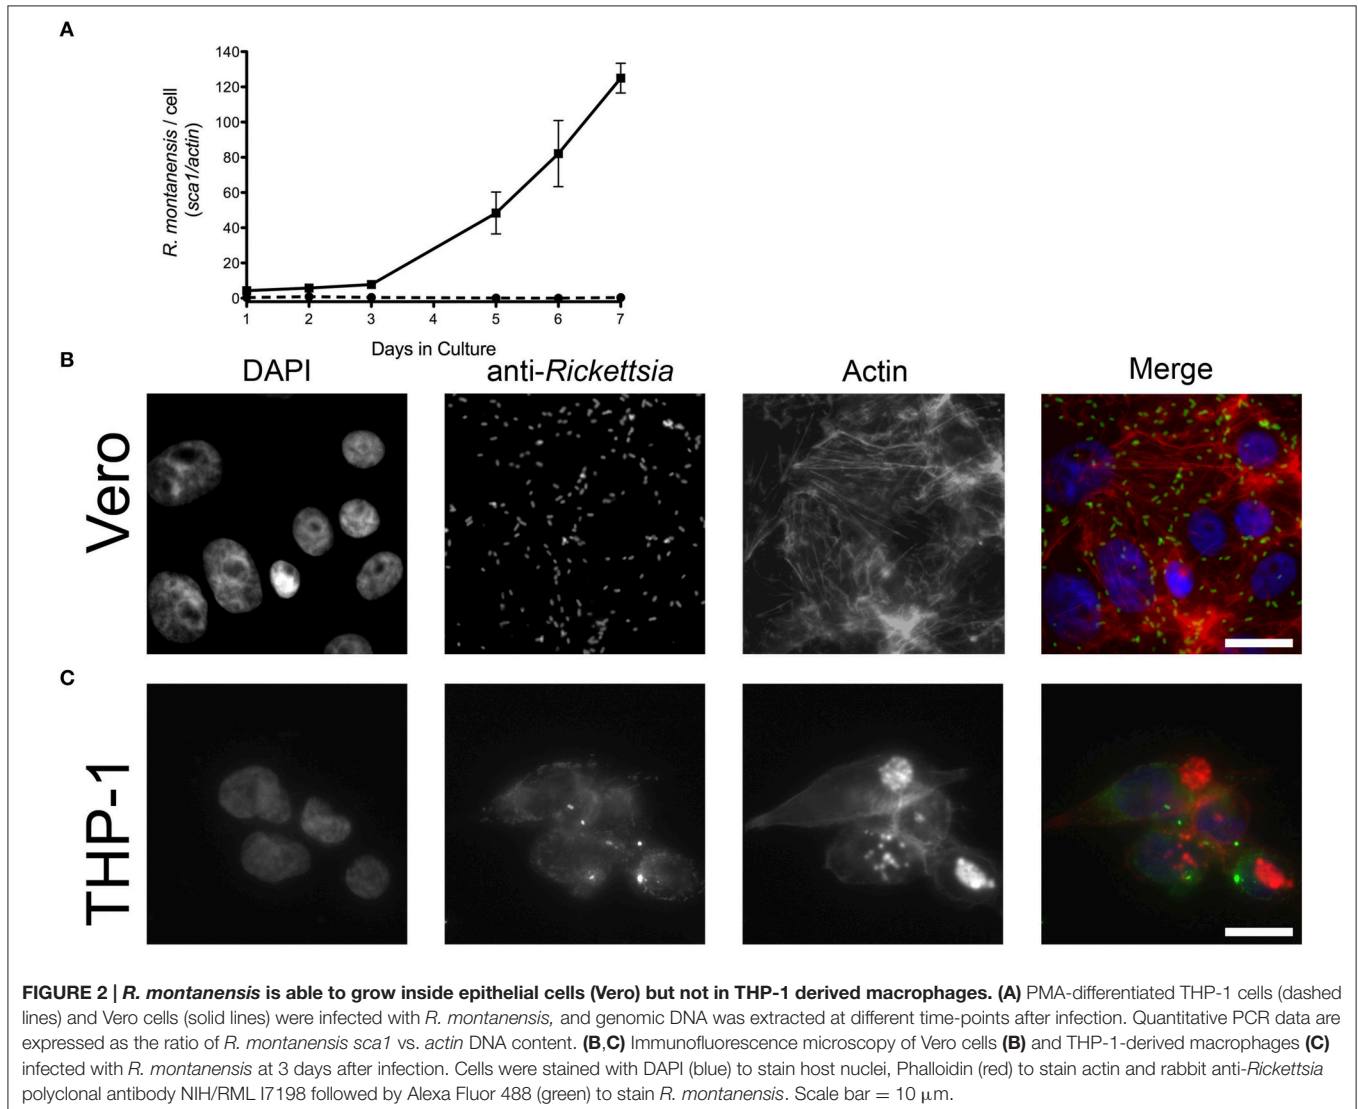 A
140
120
100
80
60
40
20
0
R. montanensis / cell
(sca1/actin)
1 2 3 4 5 6 7
Days in Culture
B
DAPI anti-Rickettsia Actin Merge
Vero
C
THP-1
FIGURE 2 | R. montanensis is able to grow inside epithelial cells (Vero) but not in THP-1 derived macrophages. (A) PMA-differentiated THP-1 cells (dashed
lines) and Vero cells (solid lines) were infected with R. montanensis, and genomic DNA was extracted at different time-points after infection. Quantitative PCR data are
expressed as the ratio of R. montanensis sca1 vs. actin DNA content. (B,C) Immunofluorescence microscopy of Vero cells (B) and THP-1-derived macrophages (C)
infected with R. montanensis at 3 days after infection. Cells were stained with DAPI (blue) to stain host nuclei, Phalloidin (red) to stain actin and rabbit anti-Rickettsia
polyclonal antibody NIH/RML I7198 followed by Alexa Fluor 488 (green) to stain R. montanensis. Scale bar = 10 μm.